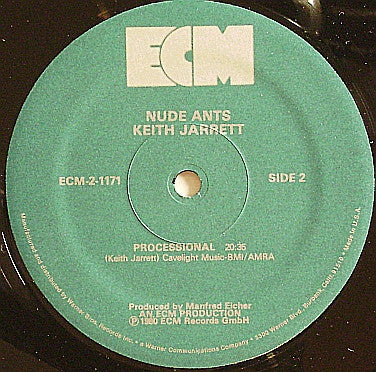 ECM
NUDE ANTS
KEITH JARRETT
ECM-2-1171
SIDE 2
PROCESSIONAL 20:35
(Keith Jarrett) Cavelight Music-BMI/AMRA
Produced by Manfred Eicher
AN ECM PRODUCTION
℗ 1980 ECM Records GmbH
Manufactured and distributed by Warner Bros. Records Inc. • a Warner Communications Company • 3300 Warner Blvd., Burbank, Calif. 91510 • Made in U.S.A.